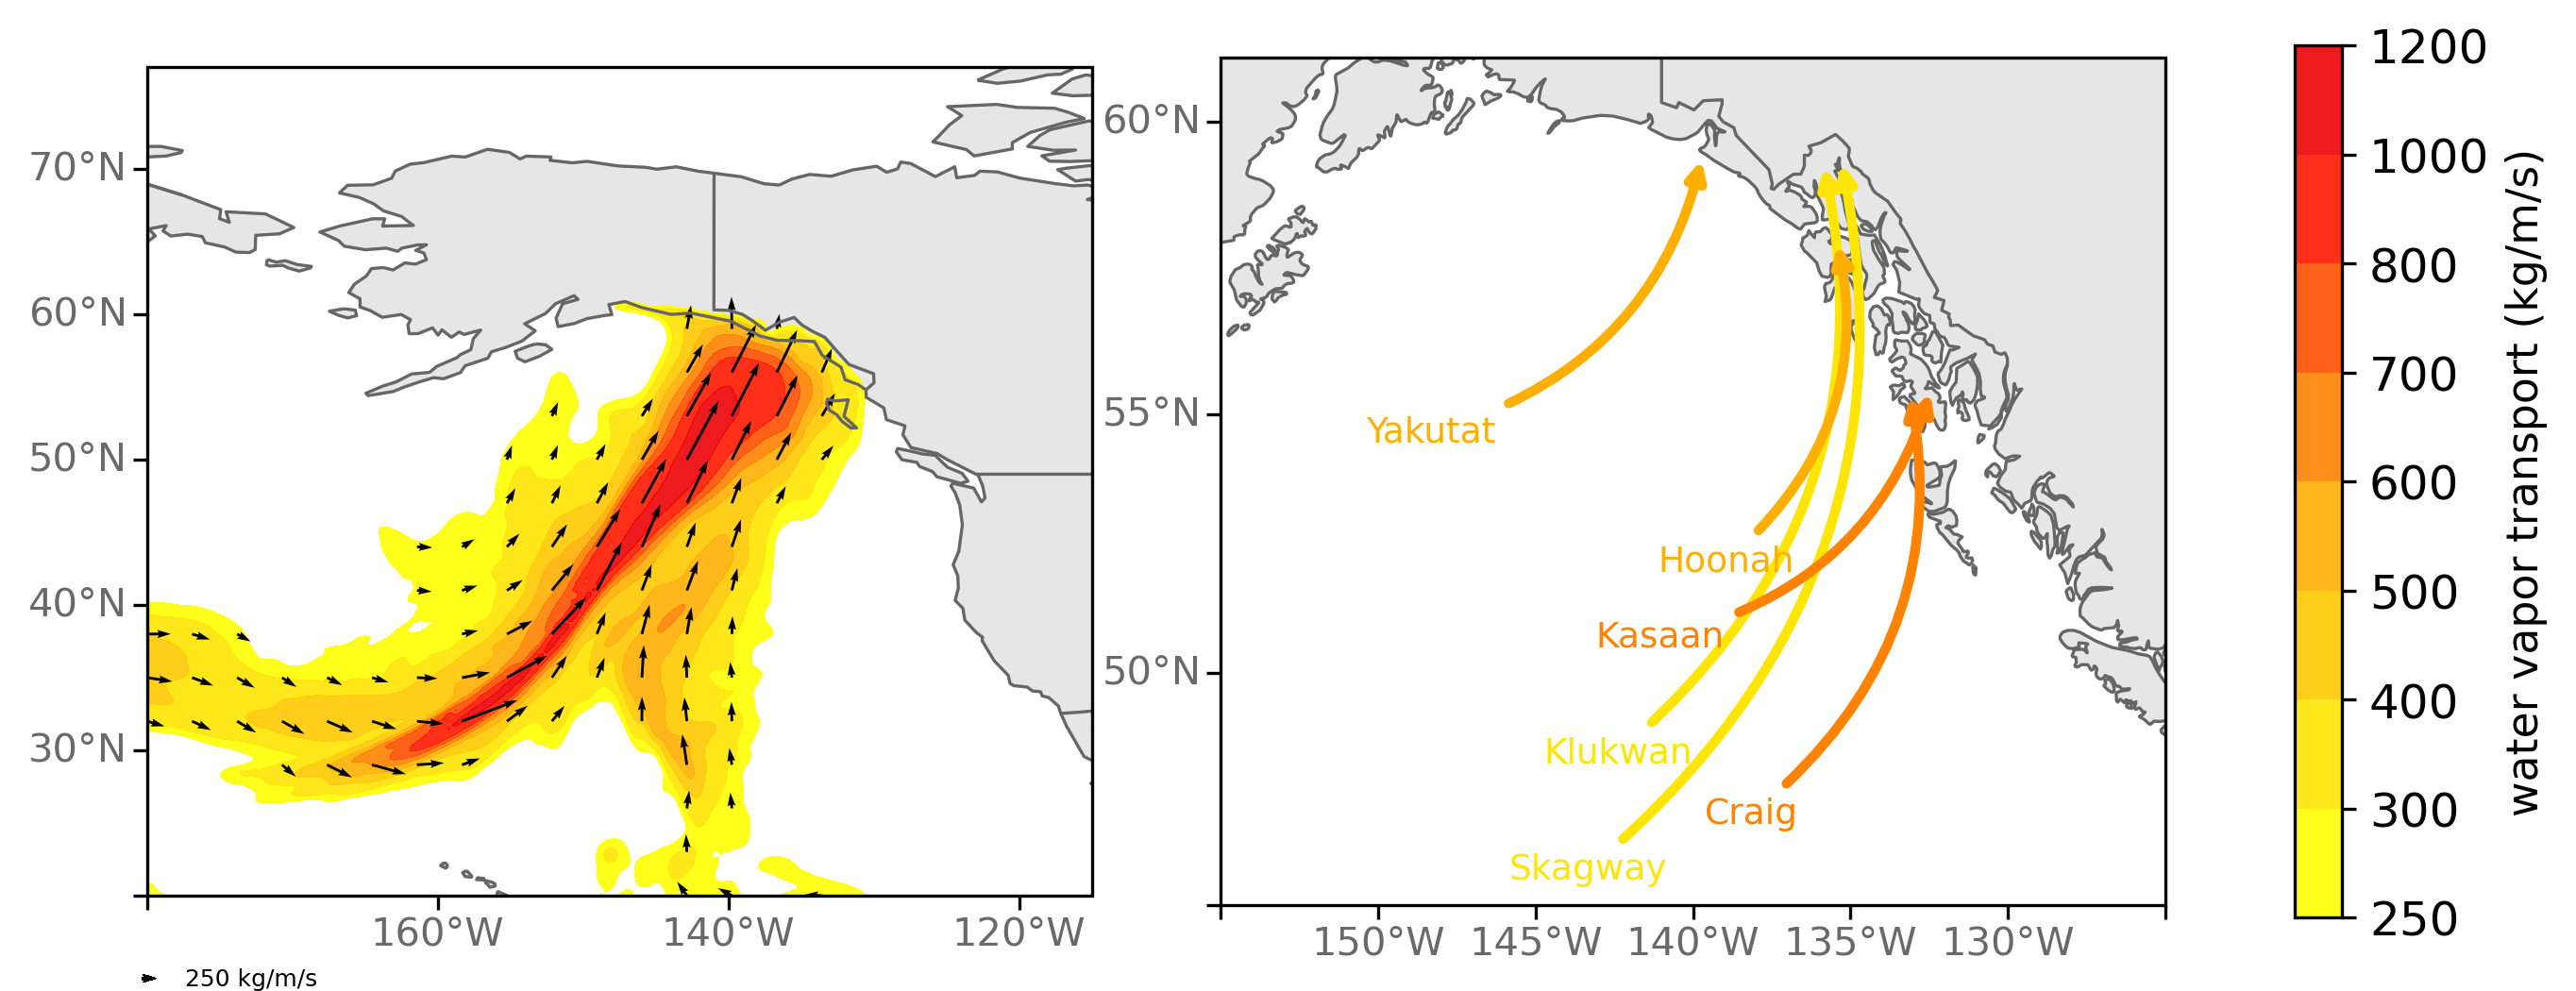 70°N
60°N
50°N
40°N
30°N
160°W
140°W
120°W
250 kg/m/s
60°N
55°N
50°N
Yakutat
Hoonah
Kasaan
Klukwan
Craig
Skagway
150°W
145°W
140°W
135°W
130°W
1200
1000
800
700
600
500
400
300
250
water vapor transport (kg/m/s)